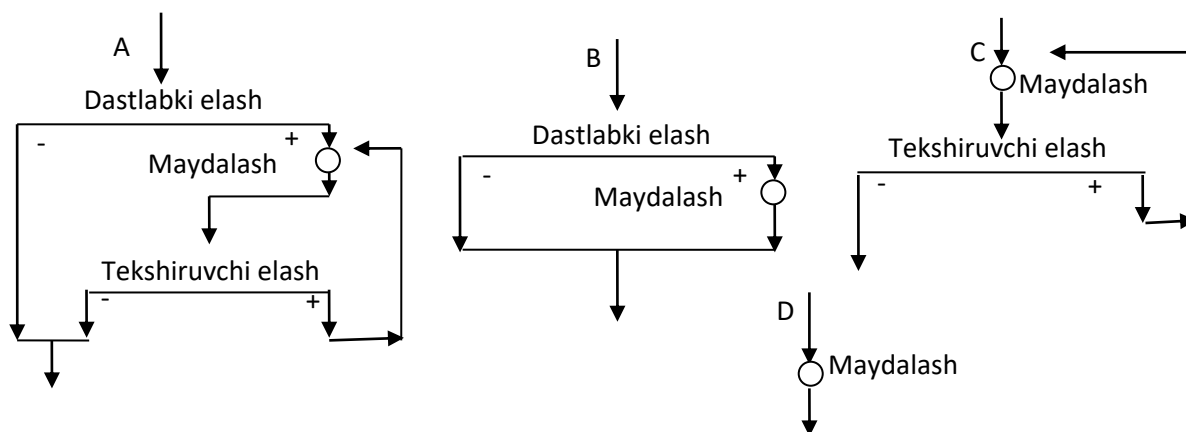 A
Dastlabki elash
- +
Maydalash
Tekshiruvchi elash
- +
B
Dastlabki elash
- +
Maydalash
C
Maydalash
Tekshiruvchi elash
- +
D
Maydalash